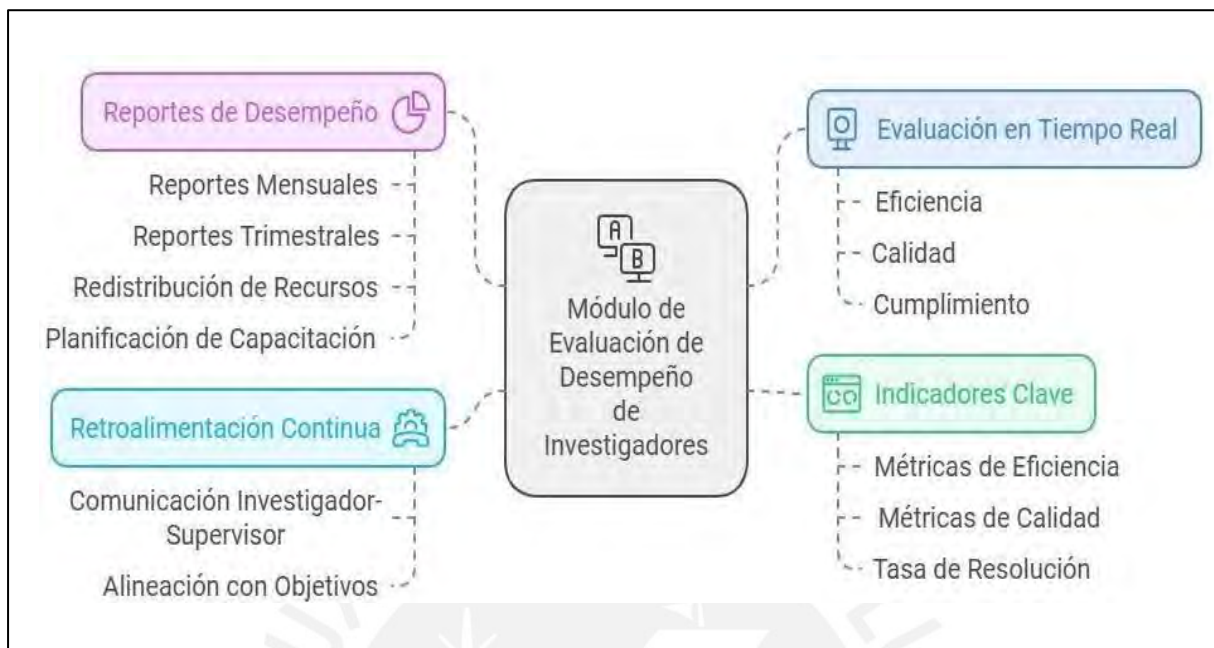 Reportes de Desempeño
Reportes Mensuales
Reportes Trimestrales
Redistribución de Recursos
Planificación de Capacitación
Retroalimentación Continua
Comunicación Investigador-
Supervisor
Alineación con Objetivos
A
B
Módulo de
Evaluación de
Desempeño
de
Investigadores
Evaluación en Tiempo Real
Eficiencia
Calidad
Cumplimiento
Indicadores Clave
Métricas de Eficiencia
Métricas de Calidad
Tasa de Resolución